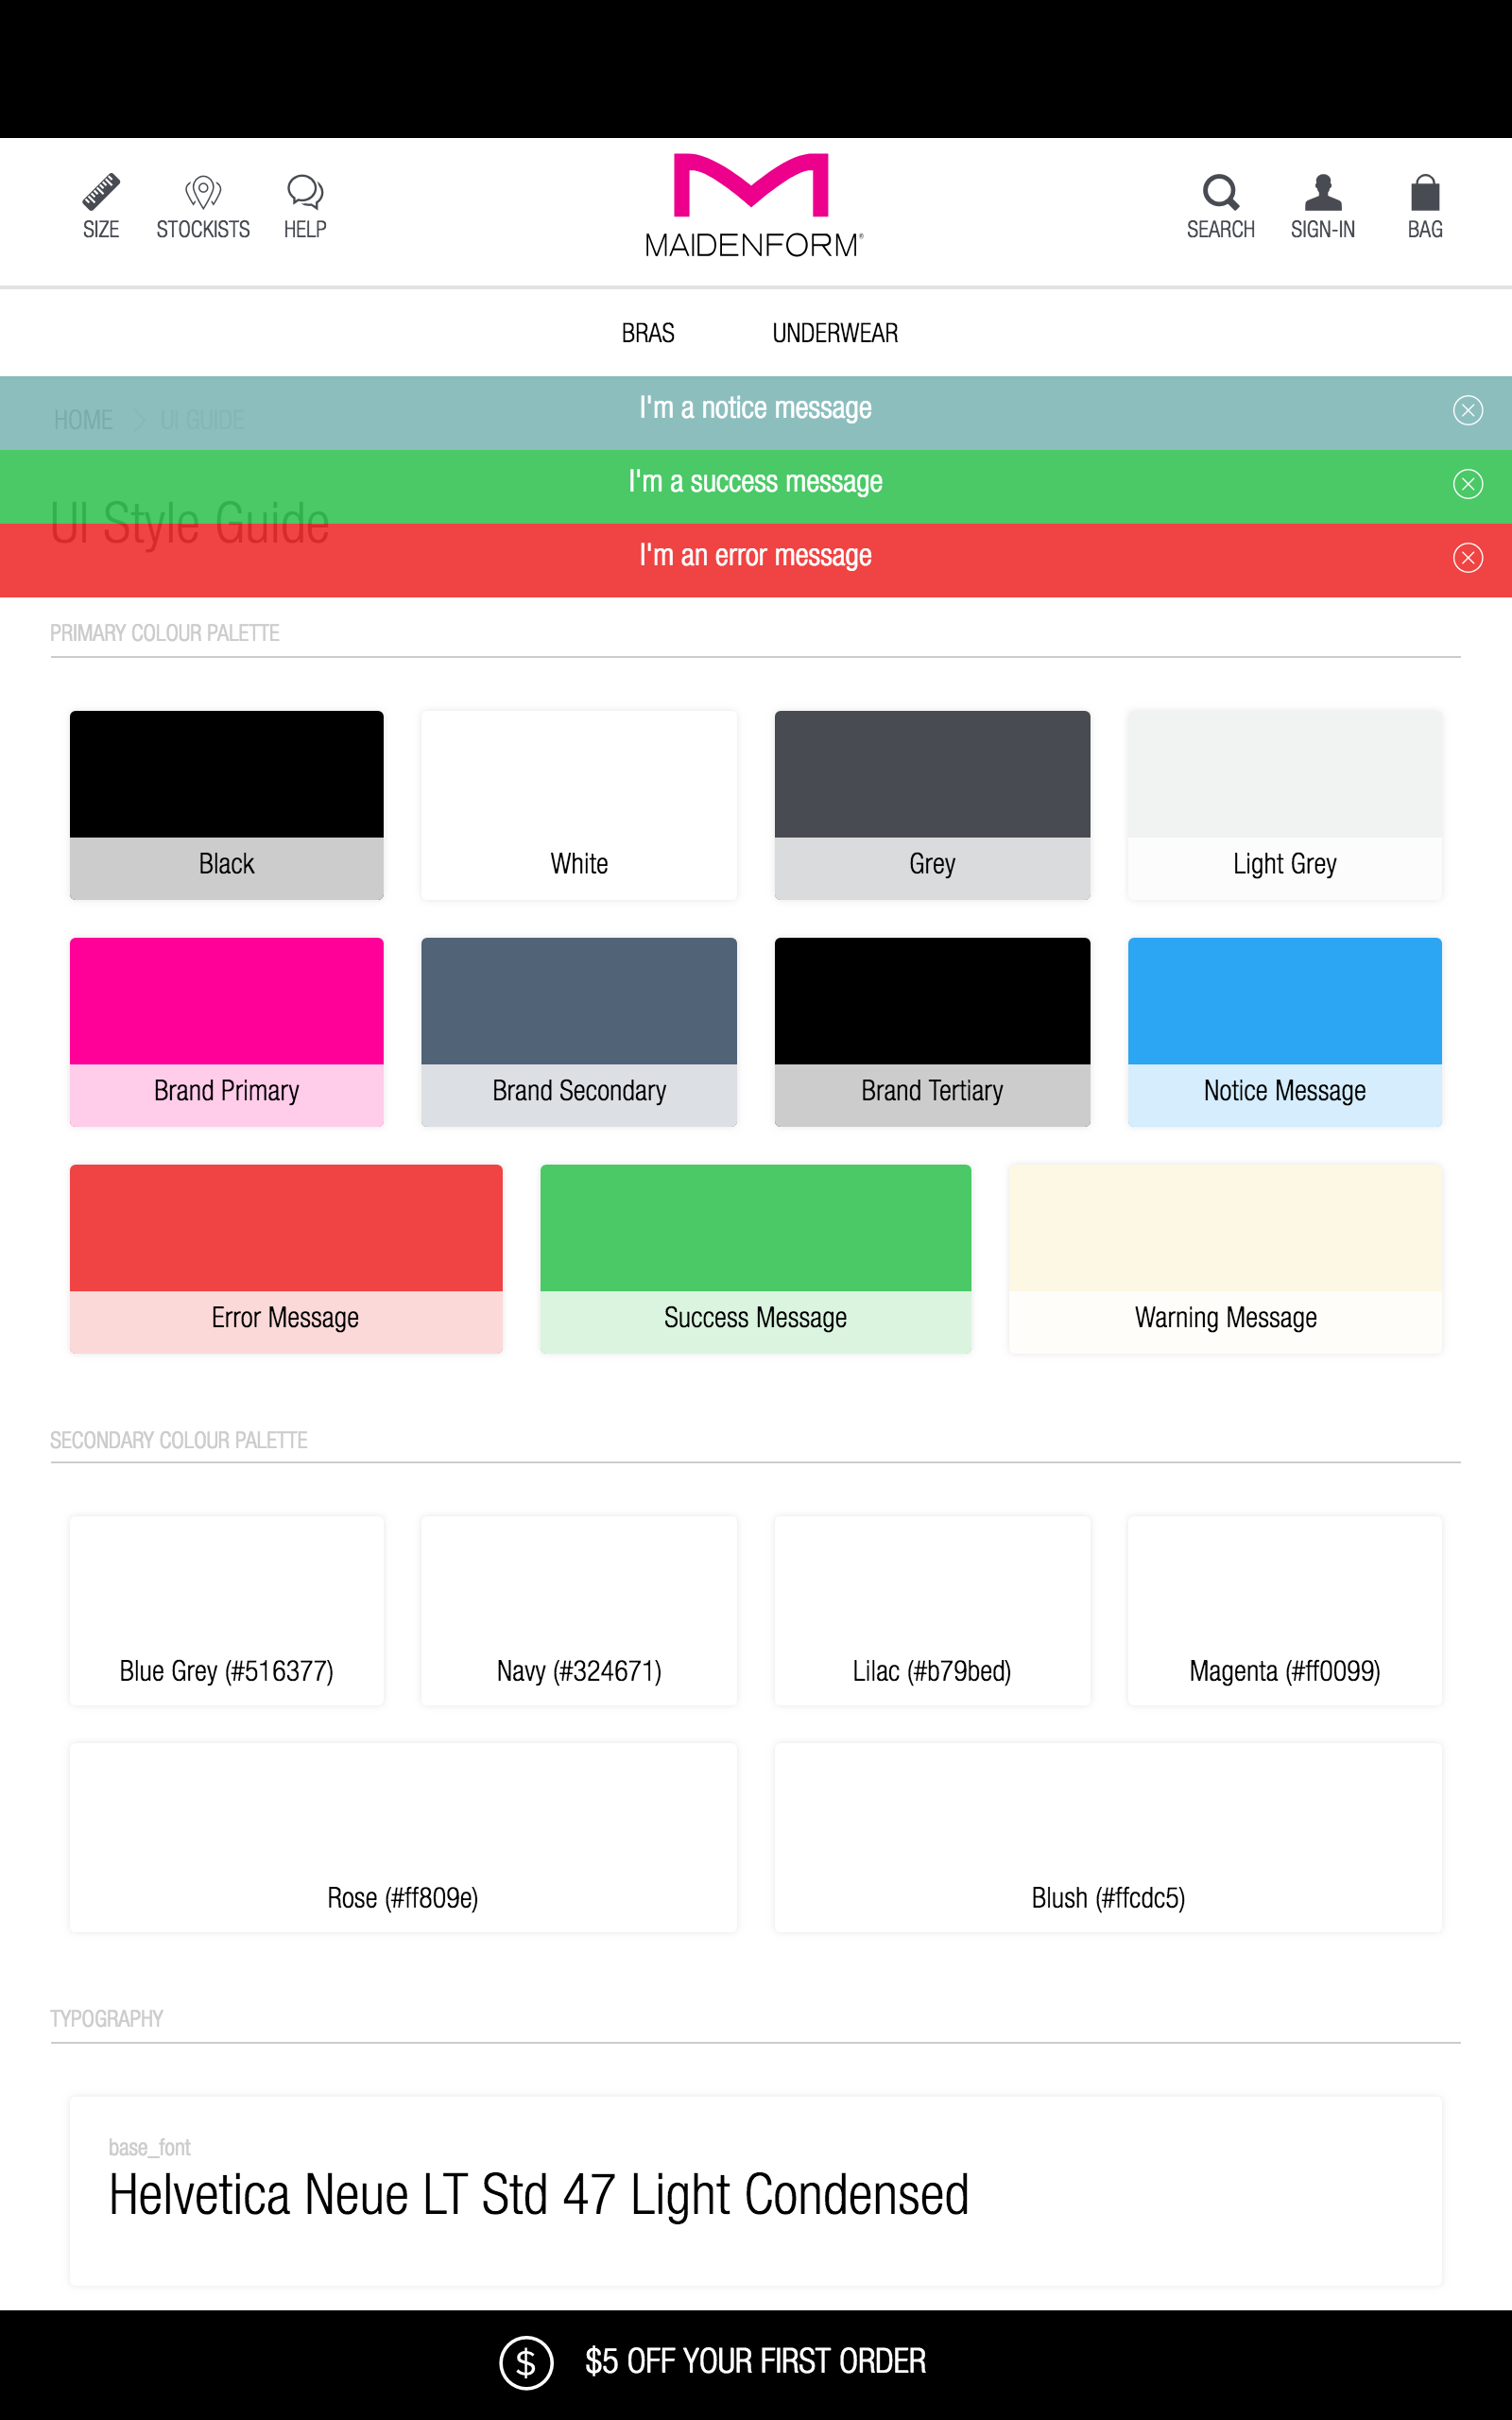 SIZE STOCKISTS HELP MAIDENFORM® SEARCH SIGN-IN BAG
BRAS UNDERWEAR
I'm a notice message
HOME UI GUIDE
I'm a success message
UI Style Guide
I'm an error message
PRIMARY COLOUR PALETTE
Black White Grey Light Grey
Brand Primary Brand Secondary Brand Tertiary Notice Message
Error Message Success Message Warning Message
SECONDARY COLOUR PALETTE
Blue Grey (#516377) Navy (#324671) Lilac (#b79bed) Magenta (#ff0099)
Rose (#ff809e) Blush (#ffcdc5)
TYPOGRAPHY
base_font
Helvetica Neue LT Std 47 Light Condensed
$ $5 OFF YOUR FIRST ORDER